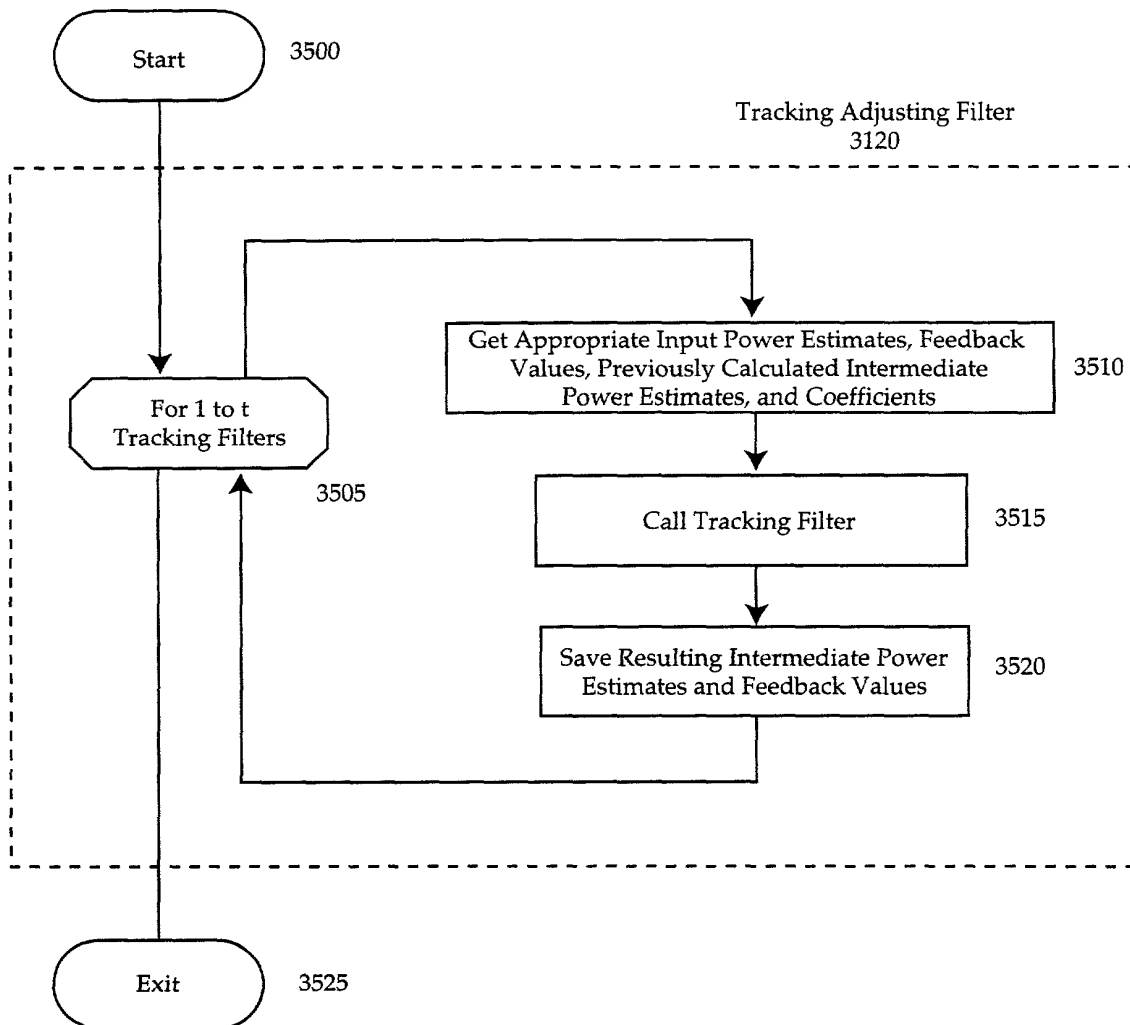 Start
3500
Tracking Adjusting Filter
3120
Get Appropriate Input Power Estimates, Feedback
Values, Previously Calculated Intermediate
Power Estimates, and Coefficients
3510
For 1 to t
Tracking Filters
3505
Call Tracking Filter
3515
Save Resulting Intermediate Power
Estimates and Feedback Values
3520
Exit
3525